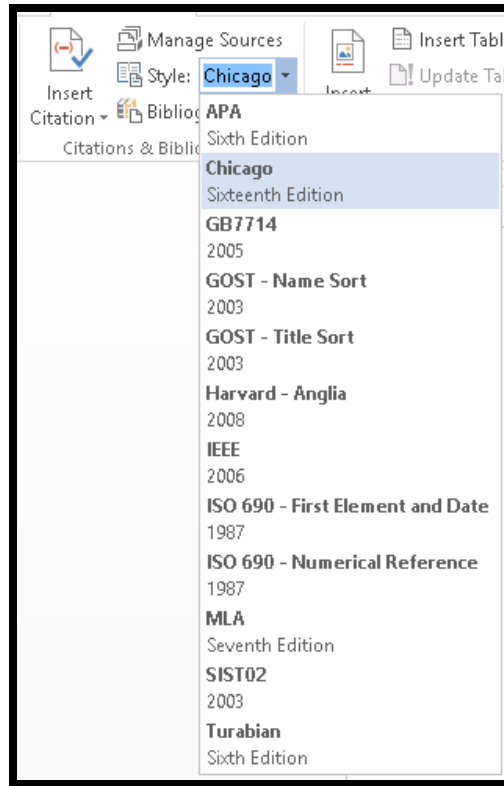 Manage Sources
Insert Tabl
Style: Chicago
Update Ta
Insert
Citation
Bibliog
Citations & Biblio
APA
Sixth Edition
Chicago
Sixteenth Edition
GB7714
2005
GOST - Name Sort
2003
GOST - Title Sort
2003
Harvard - Anglia
2008
IEEE
2006
ISO 690 - First Element and Date
1987
ISO 690 - Numerical Reference
1987
MLA
Seventh Edition
SIST02
2003
Turabian
Sixth Edition